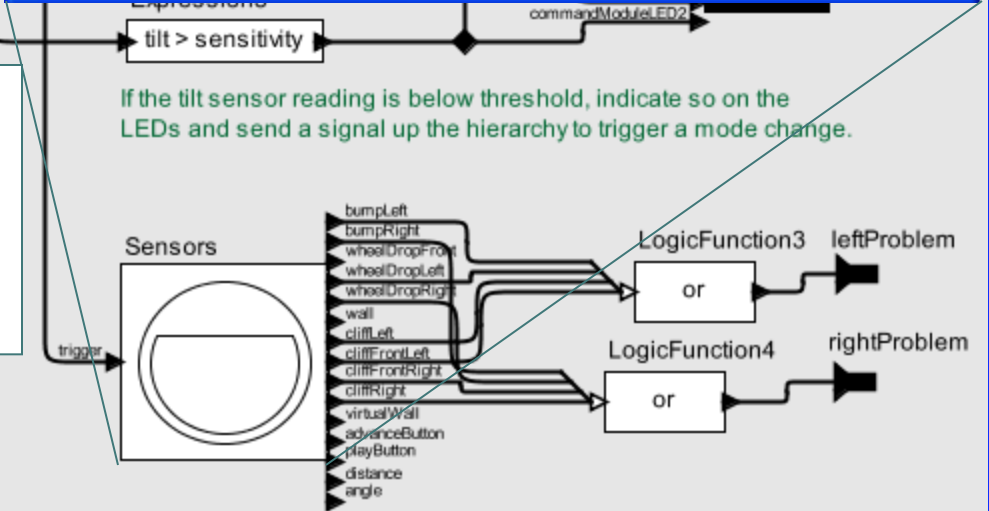 Expressions
commandModuleLED2
tilt > sensitivity
If the tilt sensor reading is below threshold, indicate so on the
LEDs and send a signal up the hierarchy to trigger a mode change.
Sensors
trigger
bumpLeft
bumpRight
wheelDropFront
wheelDropLeft
wheelDropRight
wall
cliffLeft
cliffFrontLeft
cliffFrontRight
cliffRight
virtualWall
advanceButton
playButton
distance
angle
LogicFunction3
or
leftProblem
LogicFunction4
or
rightProblem